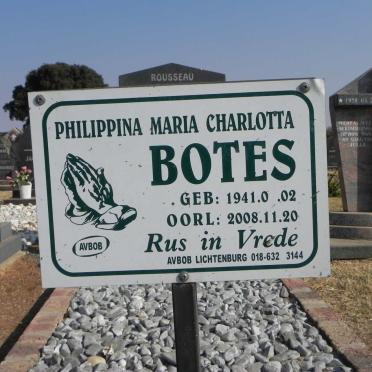 ROUSSEAU
PHILIPPINA MARIA CHARLOTTA
BOTES
GEB: 1941.0 .02
OORL: 2008.11.20
AVBOB
Rus in Vrede
AVBOB LICHTENBURG 018-632 3144